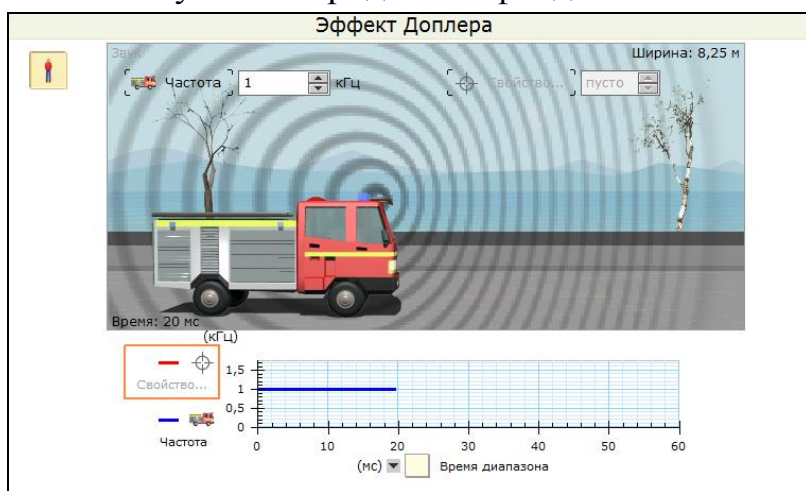 Эффект Доплера
Звук
Ширина: 8,25 м
Частота 1 кГц
Свойство... пусто
Время: 20 мс
(кГц)
Свойство...
Частота
1,5
1
0,5
0
0 10 20 30 40 50 60
(мс) Время диапазона